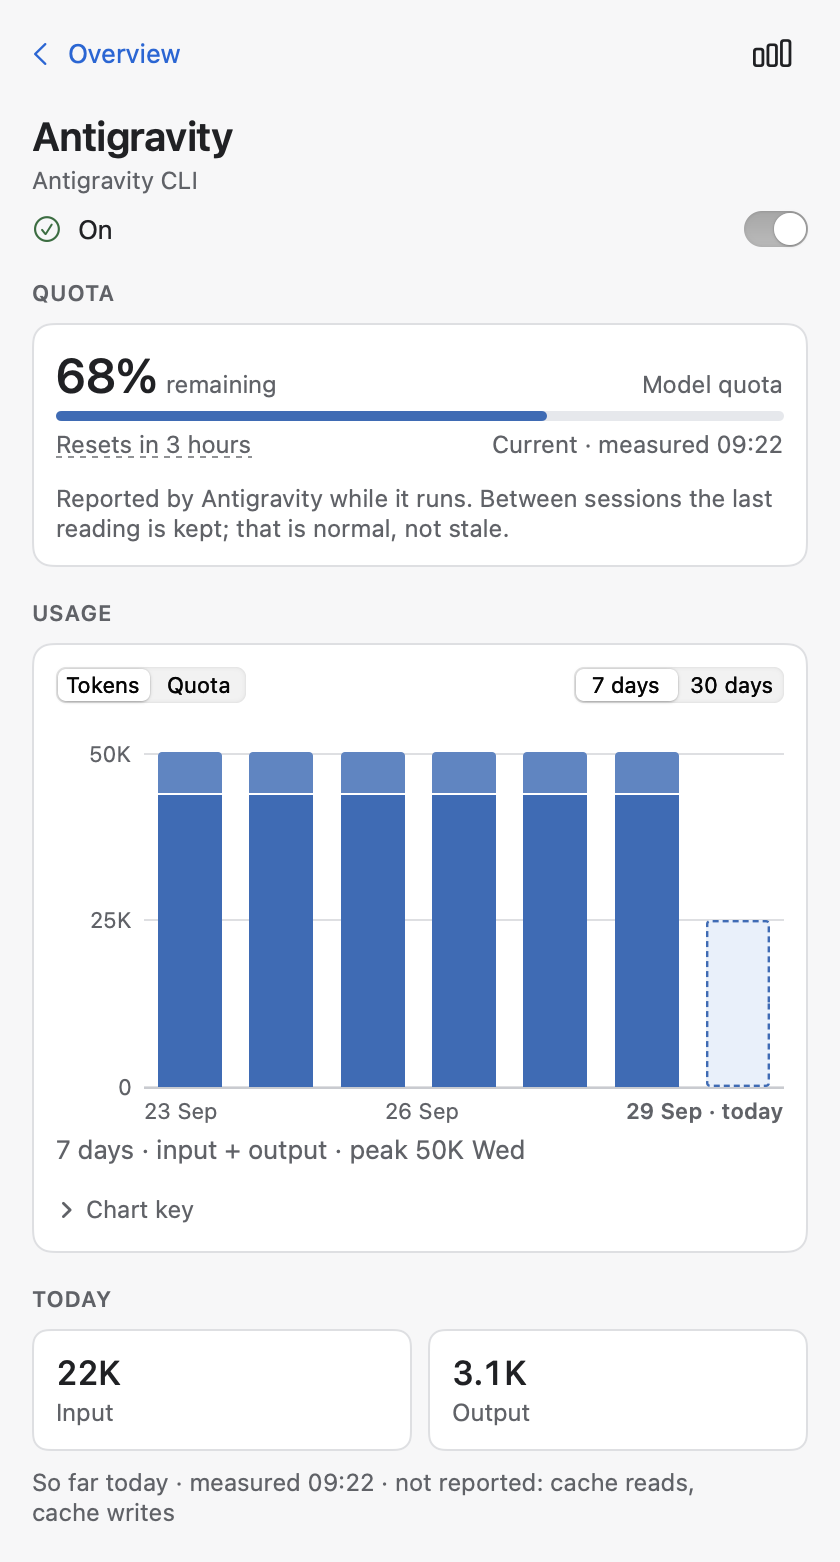 Overview
Antigravity
Antigravity CLI
On
QUOTA
68% remaining
Model quota
Resets in 3 hours
Current · measured 09:22
Reported by Antigravity while it runs. Between sessions the last
reading is kept; that is normal, not stale.
USAGE
Tokens
Quota
7 days
30 days
50K
25K
0
23 Sep
26 Sep
29 Sep · today
7 days · input + output · peak 50K Wed
Chart key
TODAY
22K
Input
3.1K
Output
So far today · measured 09:22 · not reported: cache reads,
cache writes